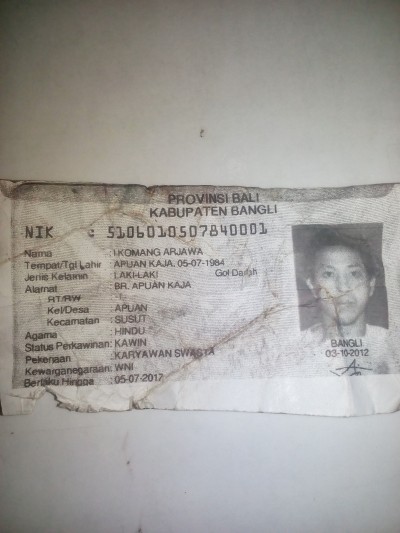 PROVINSI BALI
KABUPATEN BANGLI
NIK : 5106010507840001
Nama : I KOMANG ARJAWA
Tempat/Tgl Lahir : APUAN KAJA, 05-07-1984
Jenis Kelamin : LAKI-LAKI Gol Darah
Alamat : BR. APUAN KAJA
RT/RW :
Kel/Desa : APUAN
Kecamatan : SUSUT
Agama : HINDU
Status Perkawinan: KAWIN
Pekerjaan : KARYAWAN SWASTA
Kewarganegaraan: WNI
Berlaku Hingga : 05-07-2017
BANGLI
03-10-2012